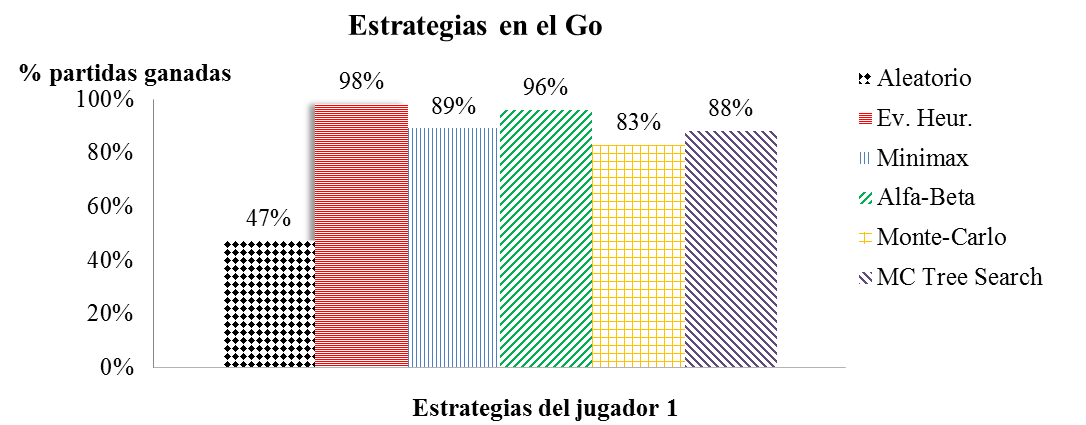 Estrategias en el Go
% partidas ganadas
100%
80%
60%
40%
20%
0%
47%
98%
89%
96%
83%
88%
Estrategias del jugador 1
Aleatorio
Ev. Heur.
Minimax
Alfa-Beta
Monte-Carlo
MC Tree Search